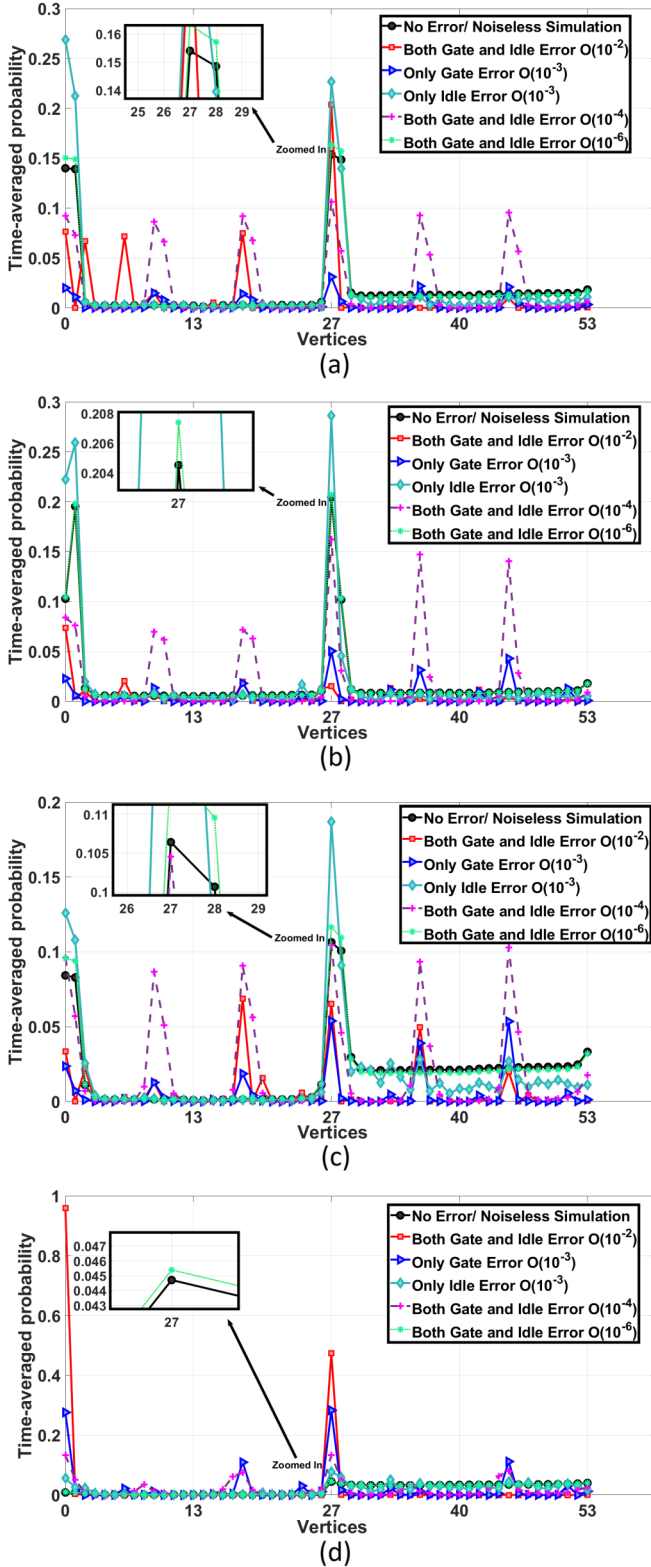 0.3
0.25
0.2
0.15
0.1
0.05
0
Time-averaged probability
0.16
0.15
0.14
25 26 27 28 29
Zoomed In
No Error/ Noiseless Simulation
Both Gate and Idle Error O(10-2)
Only Gate Error O(10-3)
Only Idle Error O(10-3)
Both Gate and Idle Error O(10-4)
Both Gate and Idle Error O(10-6)
0 13 27 40 53
Vertices
(a)
0.3
0.25
0.2
0.15
0.1
0.05
0
Time-averaged probability
0.208
0.206
0.204
27
Zoomed In
No Error/ Noiseless Simulation
Both Gate and Idle Error O(10-2)
Only Gate Error O(10-3)
Only Idle Error O(10-3)
Both Gate and Idle Error O(10-4)
Both Gate and Idle Error O(10-6)
0 13 27 40 53
Vertices
(b)
0.2
0.15
0.1
0.05
0
Time-averaged probability
0.11
0.105
0.1
26 27 28 29
Zoomed In
No Error/ Noiseless Simulation
Both Gate and Idle Error O(10-2)
Only Gate Error O(10-3)
Only Idle Error O(10-3)
Both Gate and Idle Error O(10-4)
Both Gate and Idle Error O(10-6)
0 13 27 40 53
Vertices
(c)
1
0.8
0.6
0.4
0.2
0
Time-averaged probability
0.047
0.046
0.045
0.044
0.043
27
Zoomed In
No Error/ Noiseless Simulation
Both Gate and Idle Error O(10-2)
Only Gate Error O(10-3)
Only Idle Error O(10-3)
Both Gate and Idle Error O(10-4)
Both Gate and Idle Error O(10-6)
0 13 27 40 53
Vertices
(d)